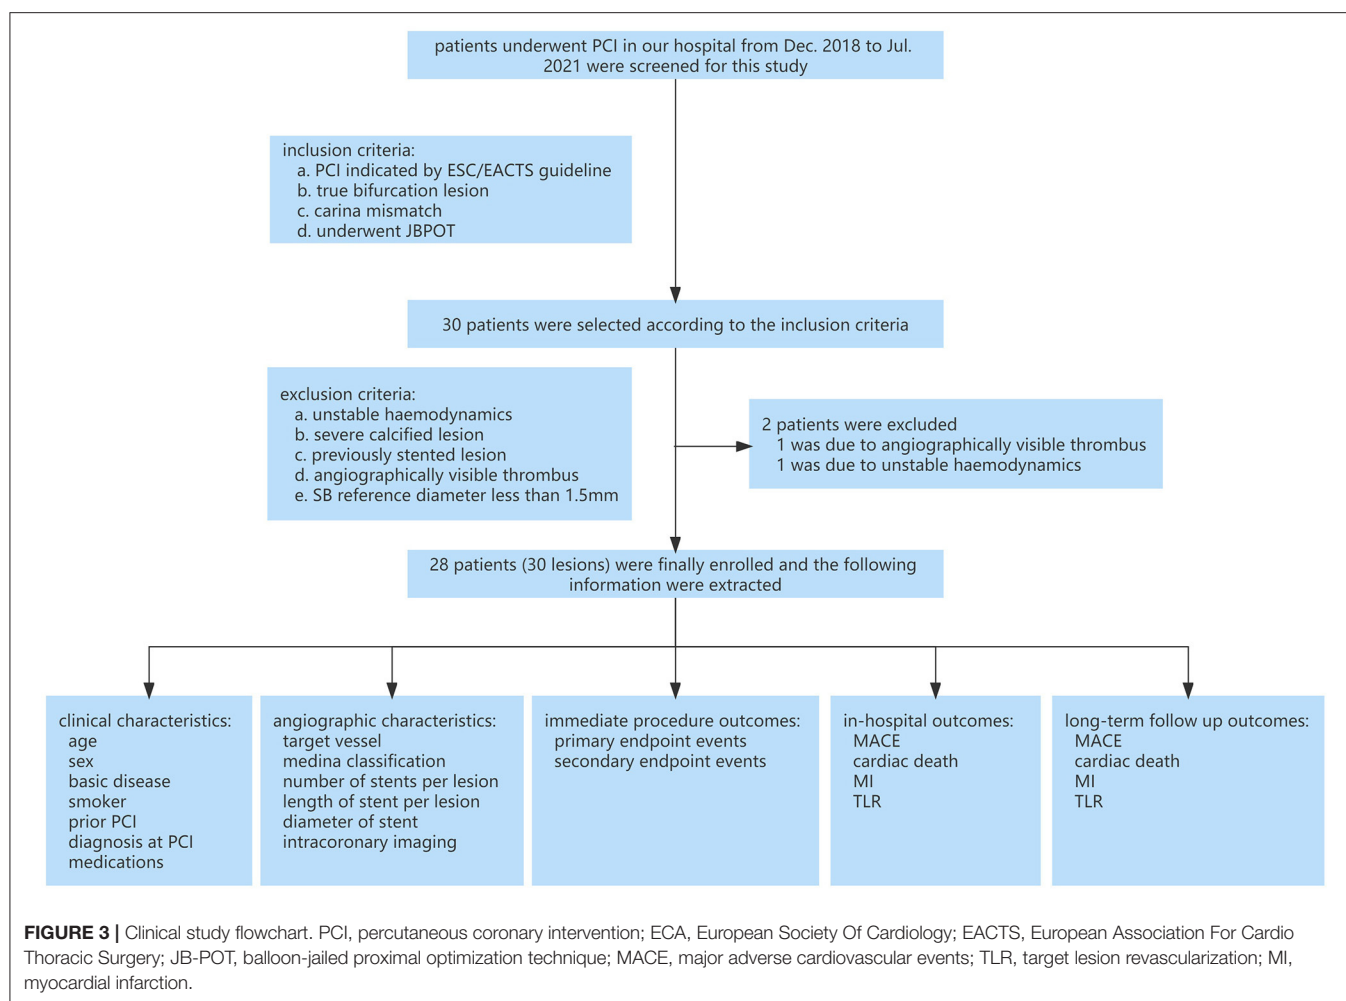 patients underwent PCI in our hospital from Dec. 2018 to Jul.
2021 were screened for this study
inclusion criteria:
a. PCI indicated by ESC/EACTS guideline
b. true bifurcation lesion
c. carina mismatch
d. underwent JBPOT
30 patients were selected according to the inclusion criteria
exclusion criteria:
a. unstable haemodynamics
b. severe calcified lesion
c. previously stented lesion
d. angiographically visible thrombus
e. SB reference diameter less than 1.5mm
2 patients were excluded
1 was due to angiographically visible thrombus
1 was due to unstable haemodynamics
28 patients (30 lesions) were finally enrolled and the following
information were extracted
clinical characteristics:
age
sex
basic disease
smoker
prior PCI
diagnosis at PCI
medications
angiographic characteristics:
target vessel
medina classification
number of stents per lesion
length of stent per lesion
diameter of stent
intracoronary imaging
immediate procedure outcomes:
primary endpoint events
secondary endpoint events
in-hospital outcomes:
MACE
cardiac death
MI
TLR
long-term follow up outcomes:
MACE
cardiac death
MI
TLR
FIGURE 3 | Clinical study flowchart. PCI, percutaneous coronary intervention; ECA, European Society Of Cardiology; EACTS, European Association For Cardio
Thoracic Surgery; JB-POT, balloon-jailed proximal optimization technique; MACE, major adverse cardiovascular events; TLR, target lesion revascularization; MI,
myocardial infarction.